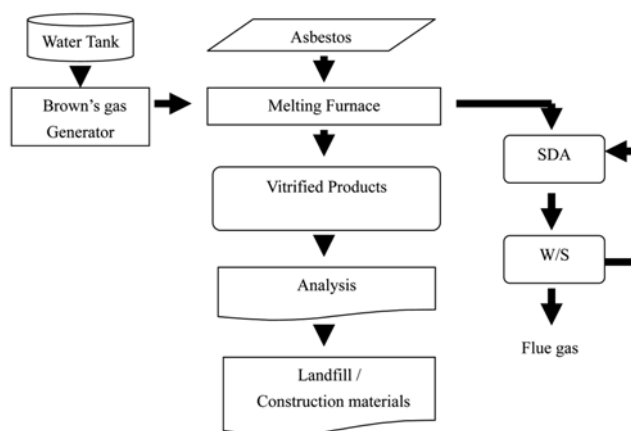 Water Tank
Asbestos
Brown's gas
Generator
Melting Furnace
SDA
Vitrified Products
W/S
Analysis
Flue gas
Landfill /
Construction materials